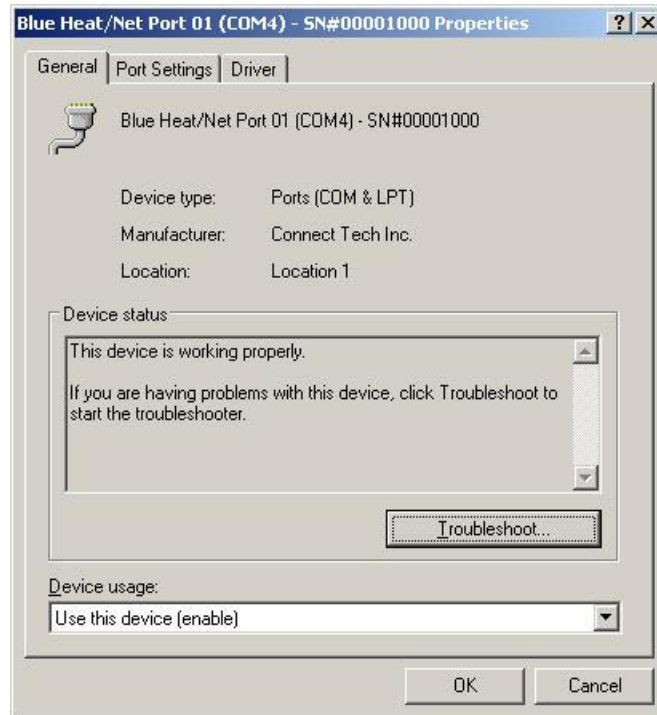 Blue Heat/Net Port 01 (COM4) - SN#00001000 Properties
General
Port Settings
Driver
Blue Heat/Net Port 01 (COM4) - SN#00001000
Device type: Ports (COM & LPT)
Manufacturer: Connect Tech Inc.
Location: Location 1
Device status
This device is working properly.
If you are having problems with this device, click Troubleshoot to
start the troubleshooter.
Troubleshoot...
Device usage:
Use this device (enable)
OK
Cancel